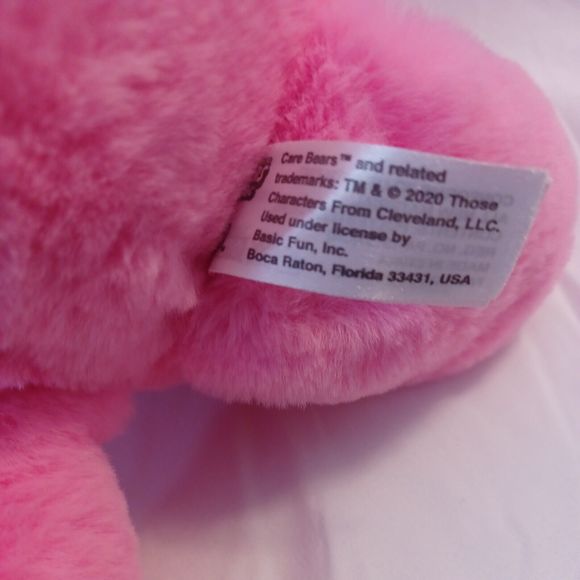 Care Bears™ and related
trademarks: TM & © 2020 Those
Characters From Cleveland, LLC.
Used under license by
Basic Fun, Inc.
Boca Raton, Florida 33431, USA